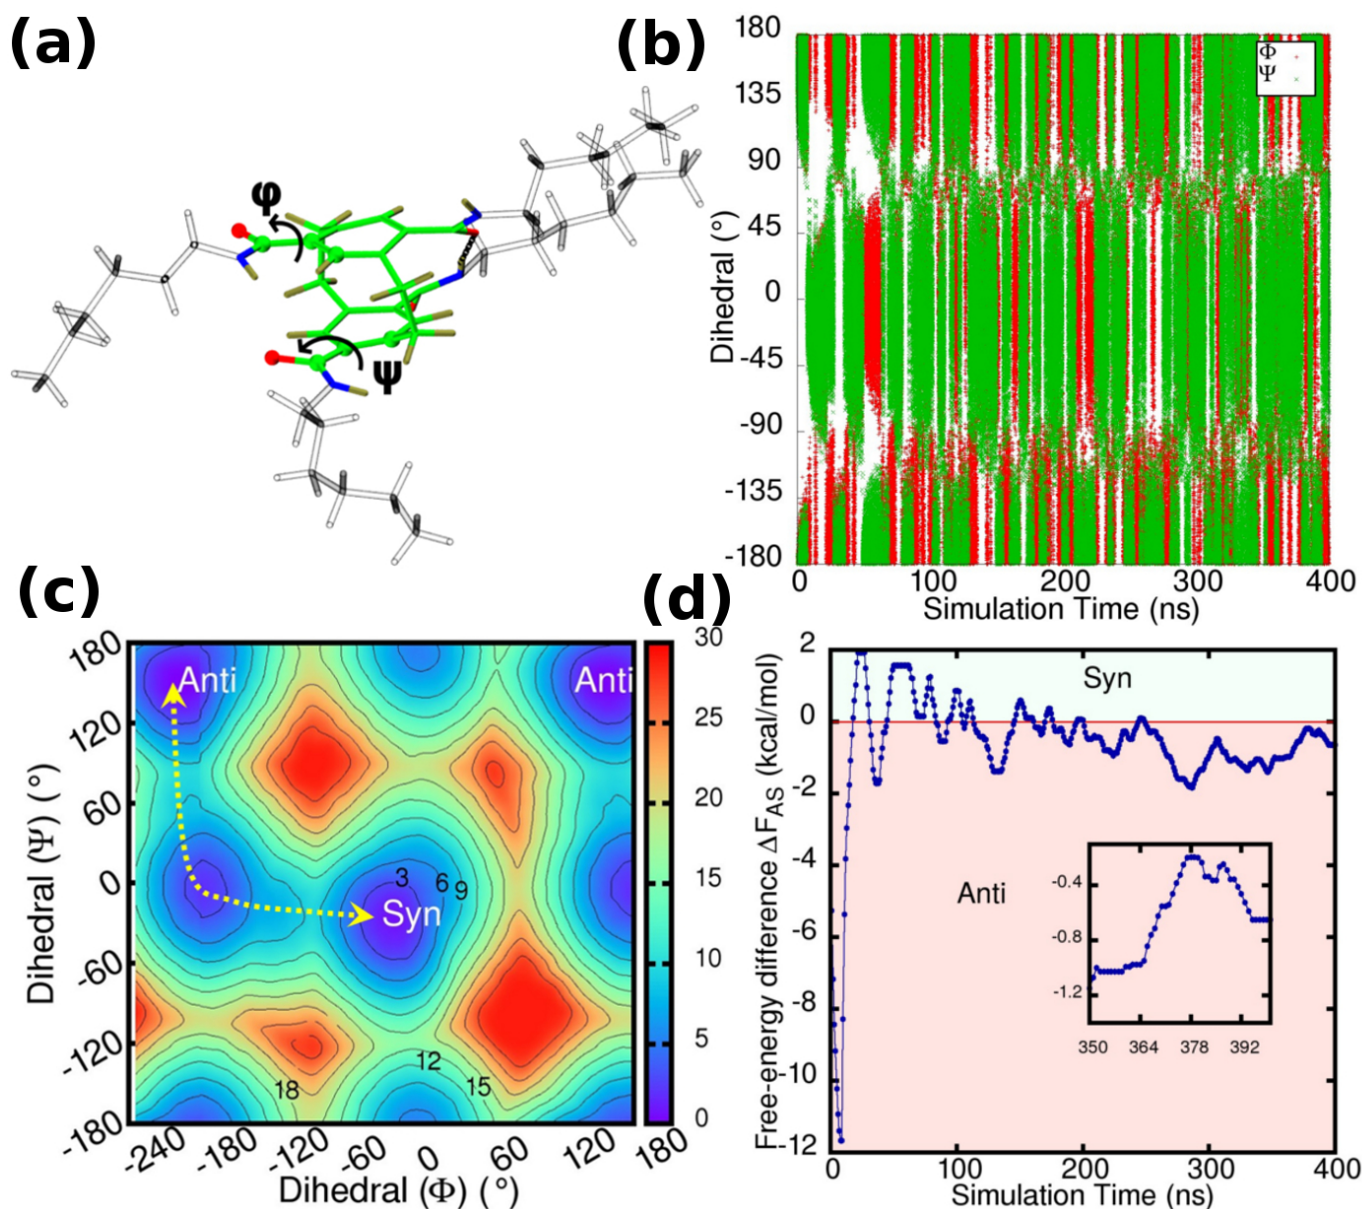 (a)
φ
Ψ
(b)
Dihedral (°)
180
135
90
45
0
-45
-90
-135
-180
Φ
Ψ
0 100 200 300 400
Simulation Time (ns)
(c)
Dihedral (Ψ) (°)
180
120
60
0
-60
-120
-180
Anti Anti
3 6 9
Syn
12
18 15
-240 -180 -120 -60 0 60 120 180
Dihedral (Φ) (°)
30
25
20
15
10
5
0
(d)
Free-energy difference ΔF_AS (kcal/mol)
2
0
-2
-4
-6
-8
-10
-12
Syn
Anti
-0.4
-0.8
-1.2
350 364 378 392
0 100 200 300 400
Simulation Time (ns)